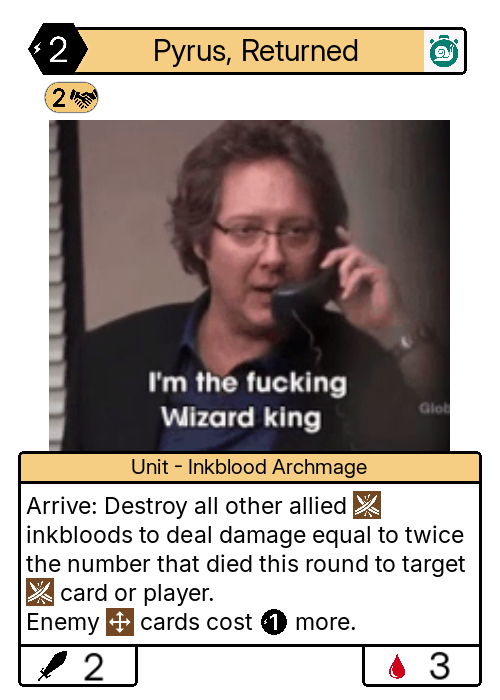 2 Pyrus, Returned
2
I'm the fucking
Wizard king
Glob
Unit - Inkblood Archmage
Arrive: Destroy all other allied
inkbloods to deal damage equal to twice
the number that died this round to target
card or player.
Enemy cards cost 1 more.
2 3